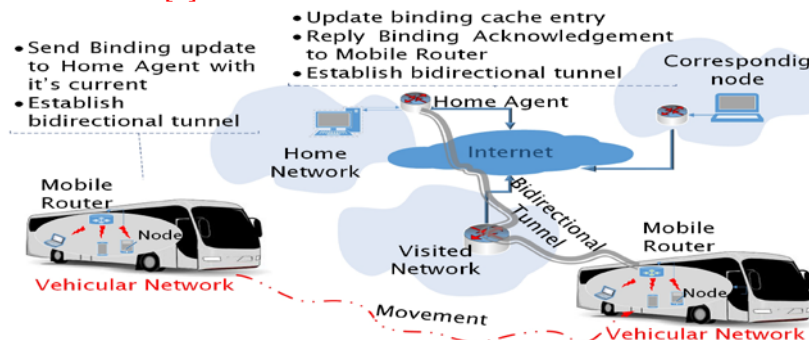 • Send Binding update
to Home Agent with
it's current
• Establish
bidirectional tunnel
• Update binding cache entry
• Reply Binding Acknowledgement
to Mobile Router
• Establish bidirectional tunnel
Correspondig
node
Home Agent
Home
Network
Internet
Bidirectional
Tunnel
Visited
Network
Mobile
Router
Node
Vehicular Network
Movement
Mobile
Router
Node
Vehicular Network